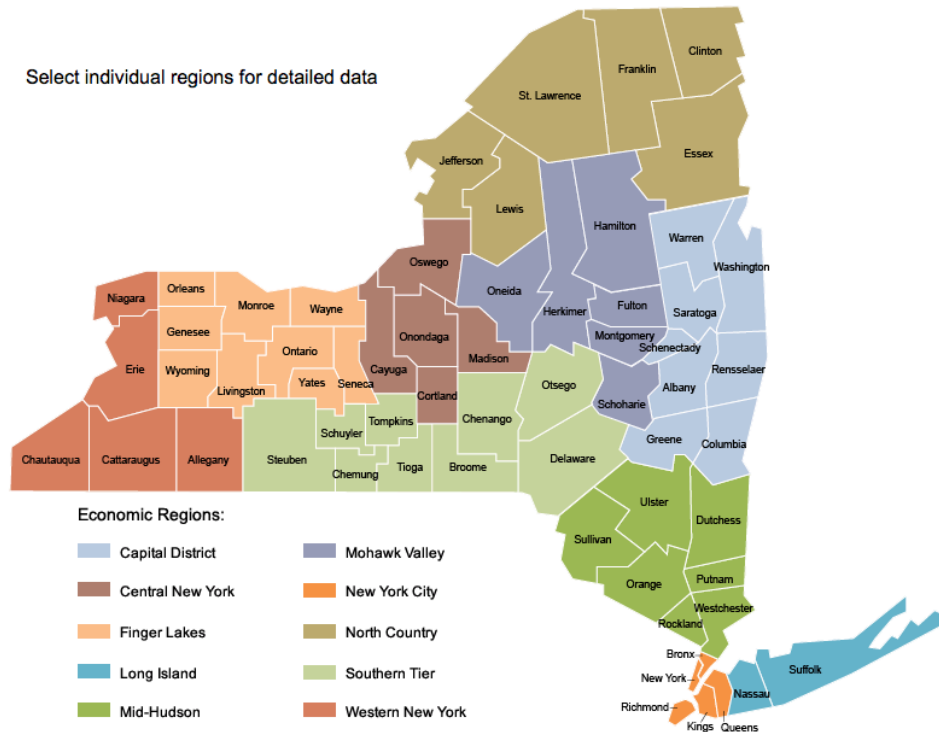 Select individual regions for detailed data
Clinton
Franklin
St. Lawrence
Essex
Jefferson
Lewis
Hamilton
Warren
Washington
Oswego
Oneida
Herkimer
Fulton
Saratoga
Niagara
Orleans
Monroe
Wayne
Genesee
Onondaga
Montgomery
Schenectady
Ontario
Madison
Erie
Wyoming
Cayuga
Rensselaer
Livingston
Yates
Seneca
Otsego
Albany
Cortland
Schoharie
Tompkins
Chenango
Schuyler
Greene
Columbia
Chautauqua
Cattaraugus
Allegany
Steuben
Chemung
Tioga
Broome
Delaware
Ulster
Dutchess
Sullivan
Orange
Putnam
Westchester
Rockland
Bronx
New York
Suffolk
Nassau
Richmond
Kings
Queens
Economic Regions:
Capital District
Central New York
Finger Lakes
Long Island
Mid-Hudson
Mohawk Valley
New York City
North Country
Southern Tier
Western New York